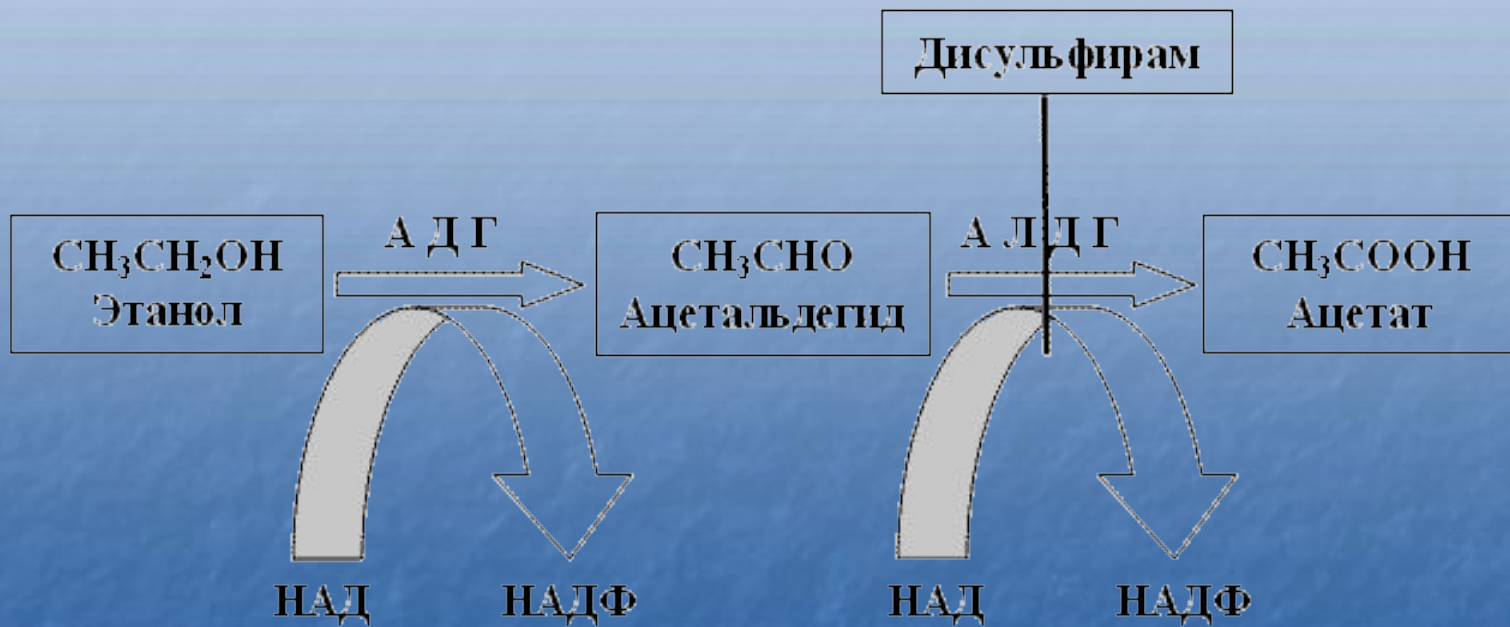 Дисульфирам
А Д Г
А Л Д Г
CH₃CH₂OH
Этанол
CH₃CHO
Ацетальдегид
CH₃COOH
Ацетат
НАД
НАДФ
НАД
НАДФ